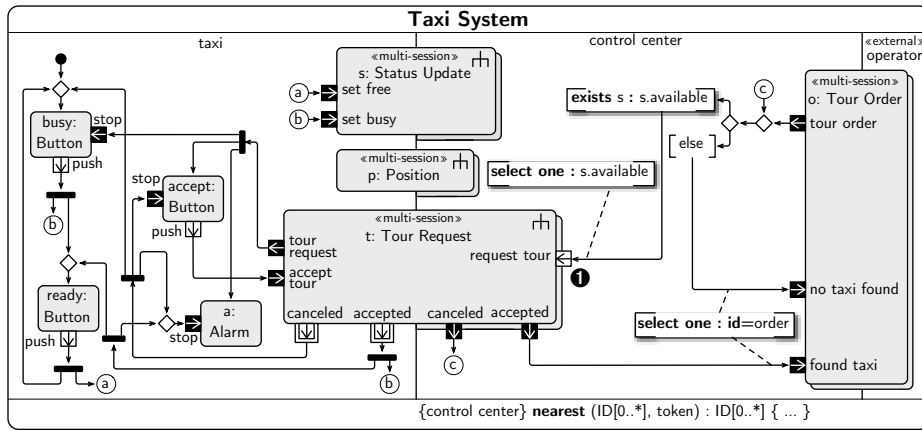 Taxi System
taxi
control center
«external»
operator
«multi-session»
s: Status Update
a
set free
b
set busy
«multi-session»
p: Position
busy:
Button
stop
push
b
ready:
Button
push
a
stop
accept:
Button
push
a:
Alarm
stop
«multi-session»
t: Tour Request
tour
request
accept
tour
request tour
canceled
accepted
canceled
accepted
b
c
1
exists s : s.available
[else]
select one : s.available
c
«multi-session»
o: Tour Order
tour order
no taxi found
select one : id=order
found taxi
{control center} nearest (ID[0..*], token) : ID[0..*] { ... }